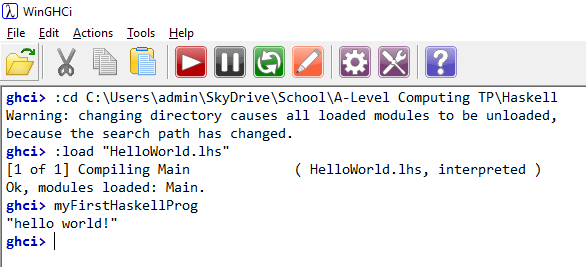 WinGHCi
File Edit Actions Tools Help
ghci> :cd C:\Users\admin\SkyDrive\School\A-Level Computing TP\Haskell
Warning: changing directory causes all loaded modules to be unloaded,
because the search path has changed.
ghci> :load "HelloWorld.lhs"
[1 of 1] Compiling Main             ( HelloWorld.lhs, interpreted )
Ok, modules loaded: Main.
ghci> myFirstHaskellProg
"hello world!"
ghci>